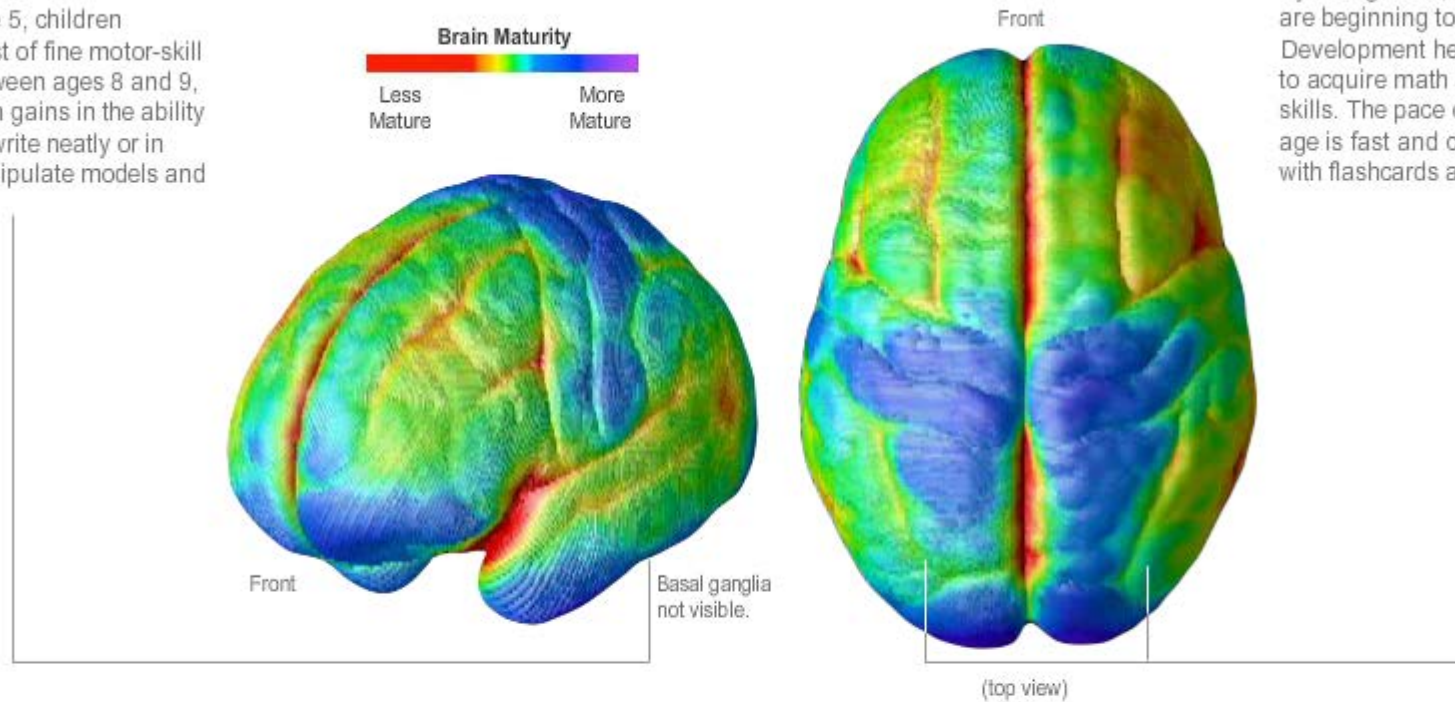 5, children
st of fine motor-skill
ween ages 8 and 9,
gains in the ability
write neatly or in
ipulate models and
Brain Maturity
Less
Mature
More
Mature
Front
Basal ganglia
not visible.
Front
(top view)
are beginning to
Development he
to acquire math
skills. The pace
age is fast and
with flashcards a